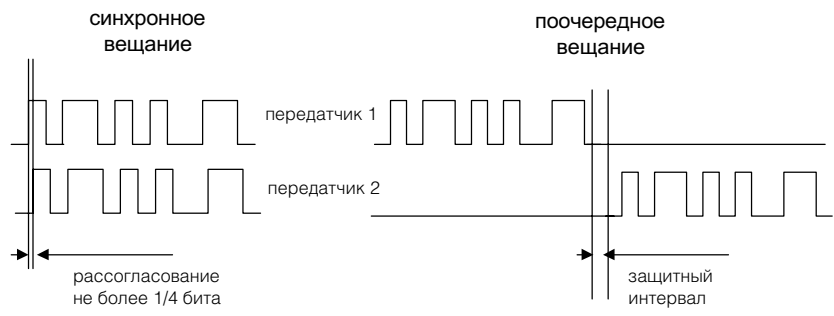 синхронное
вещание
поочередное
вещание
передатчик 1
передатчик 2
рассогласование
не более 1/4 бита
защитный
интервал